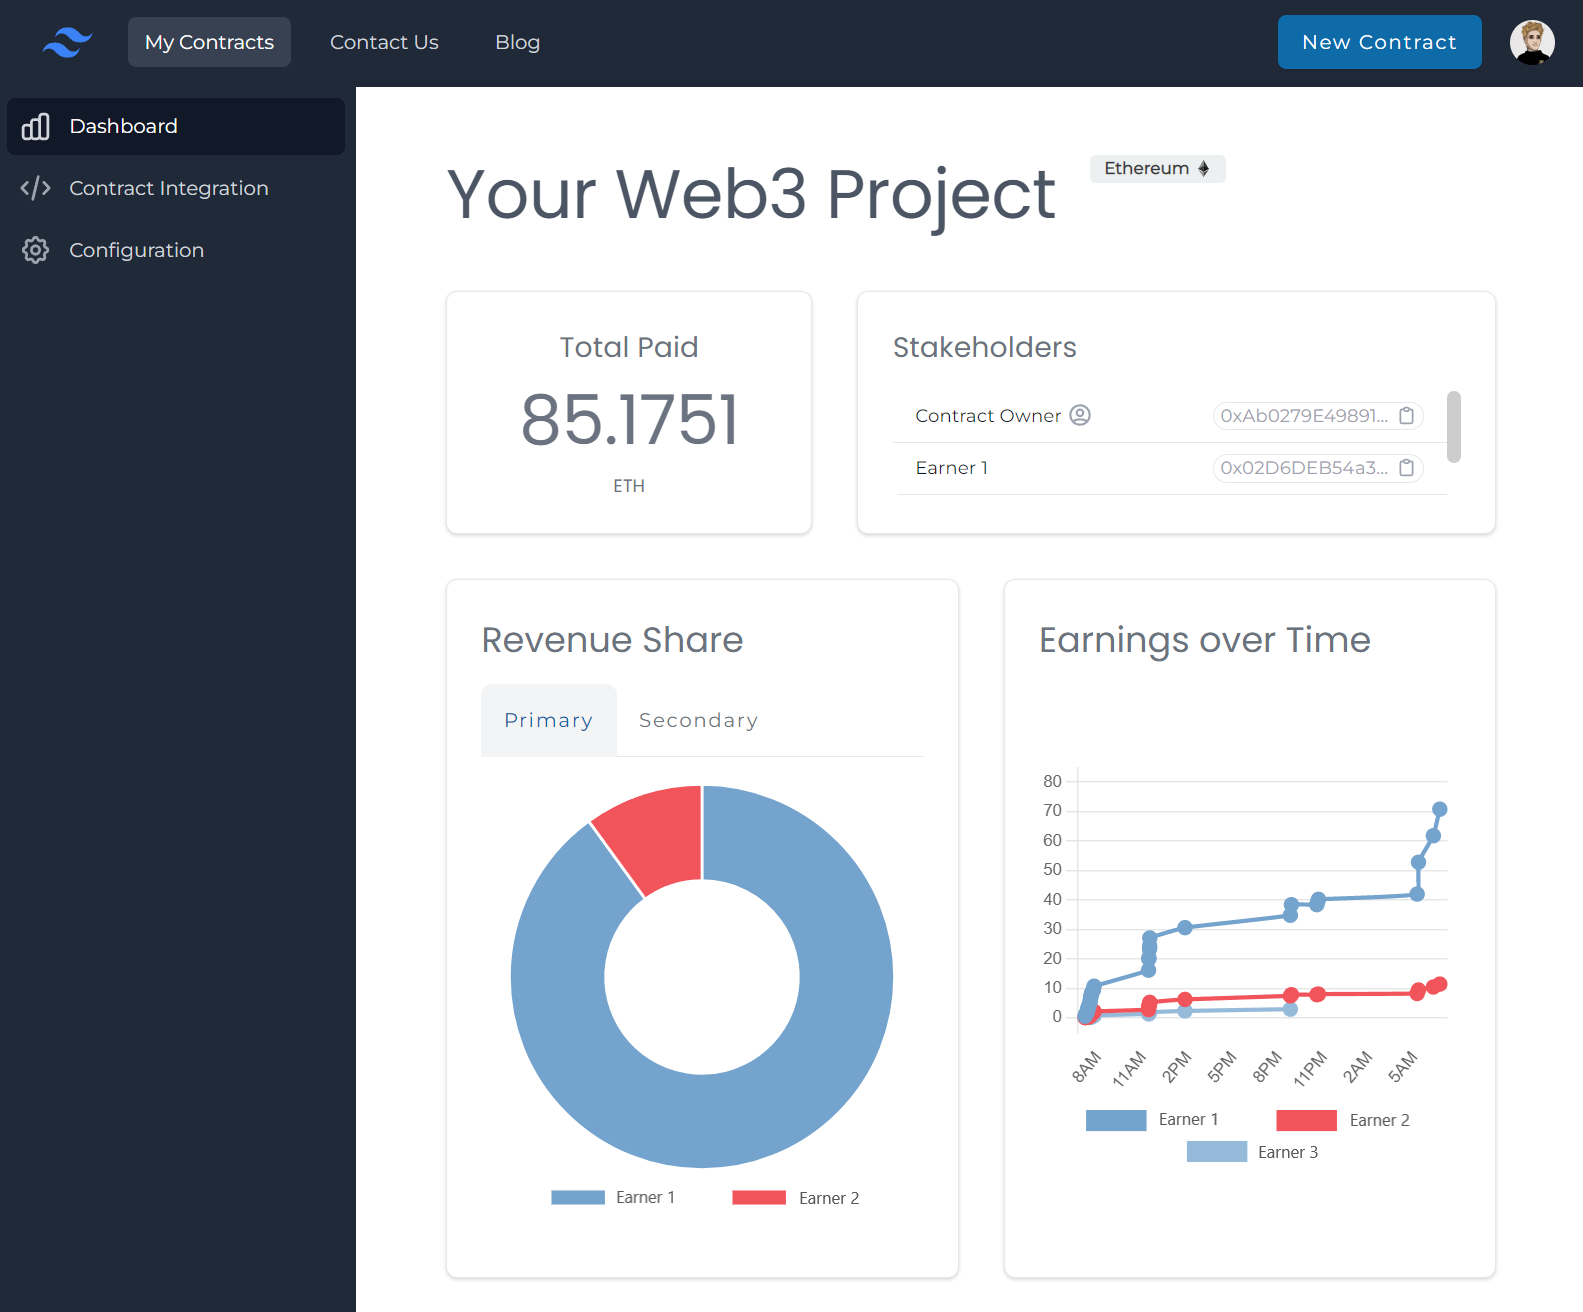 My Contracts
Contact Us
Blog
New Contract
Dashboard
Contract Integration
Configuration
Your Web3 Project
Ethereum
Total Paid
85.1751
ETH
Stakeholders
Contract Owner
0xAb0279E49891...
Earner 1
0x02D6DEB54a3...
Revenue Share
Primary
Secondary
Earner 1
Earner 2
Earnings over Time
80
70
60
50
40
30
20
10
0
8AM
11AM
2PM
5PM
8PM
11PM
2AM
5AM
Earner 1
Earner 2
Earner 3